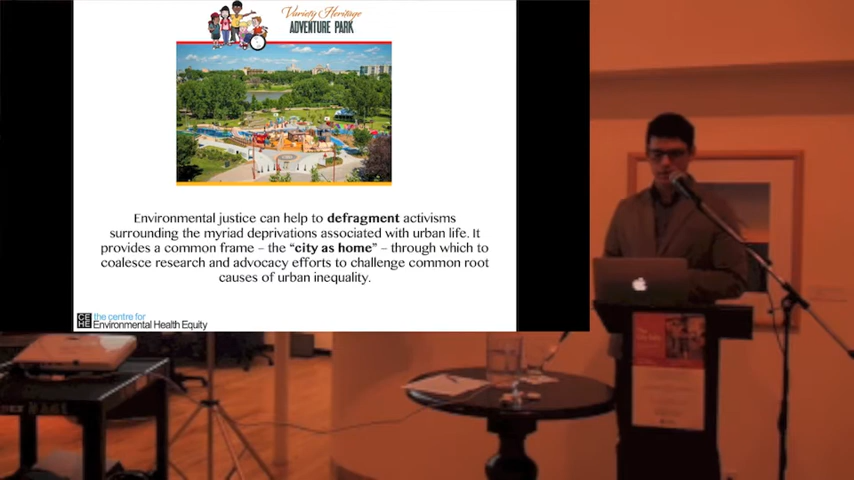 Variety Heritage
ADVENTURE PARK
Environmental justice can help to defragment activisms
surrounding the myriad deprivations associated with urban life. It
provides a common frame – the “city as home” – through which to
coalesce research and advocacy efforts to challenge common root
causes of urban inequality.
CE
HE
the centre for
Environmental Health Equity